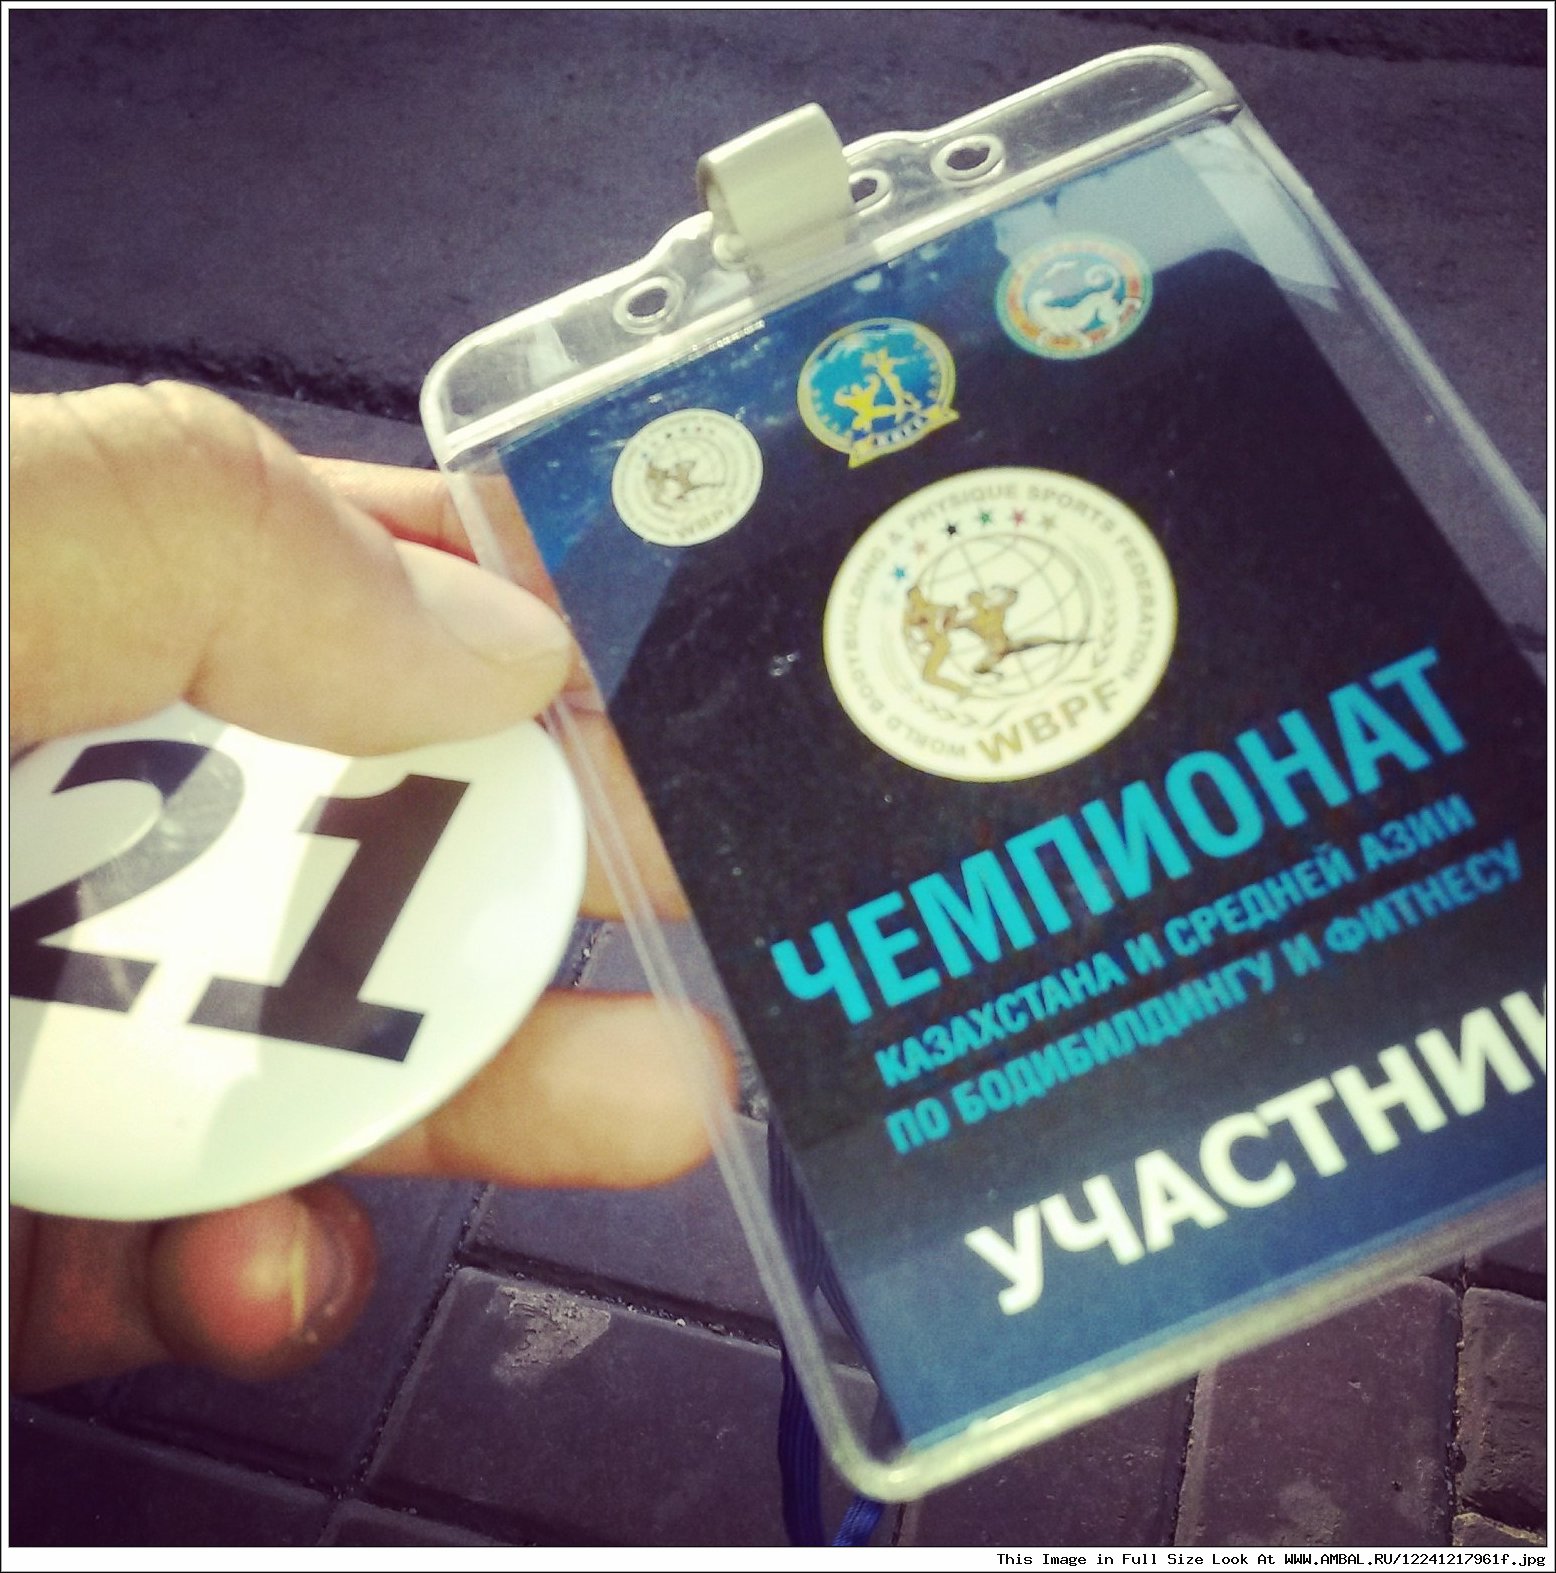 WBPF
WORLD BODYBUILDING & PHYSIQUE SPORTS FEDERATION
WBPF
ЧЕМПИОНАТ
КАЗАХСТАНА И СРЕДНЕЙ АЗИИ
ПО БОДИБИЛДИНГУ И ФИТНЕСУ
УЧАСТНИК
21
This Image in Full Size Look At WWW.AMBAL.RU/12241217961f.jpg